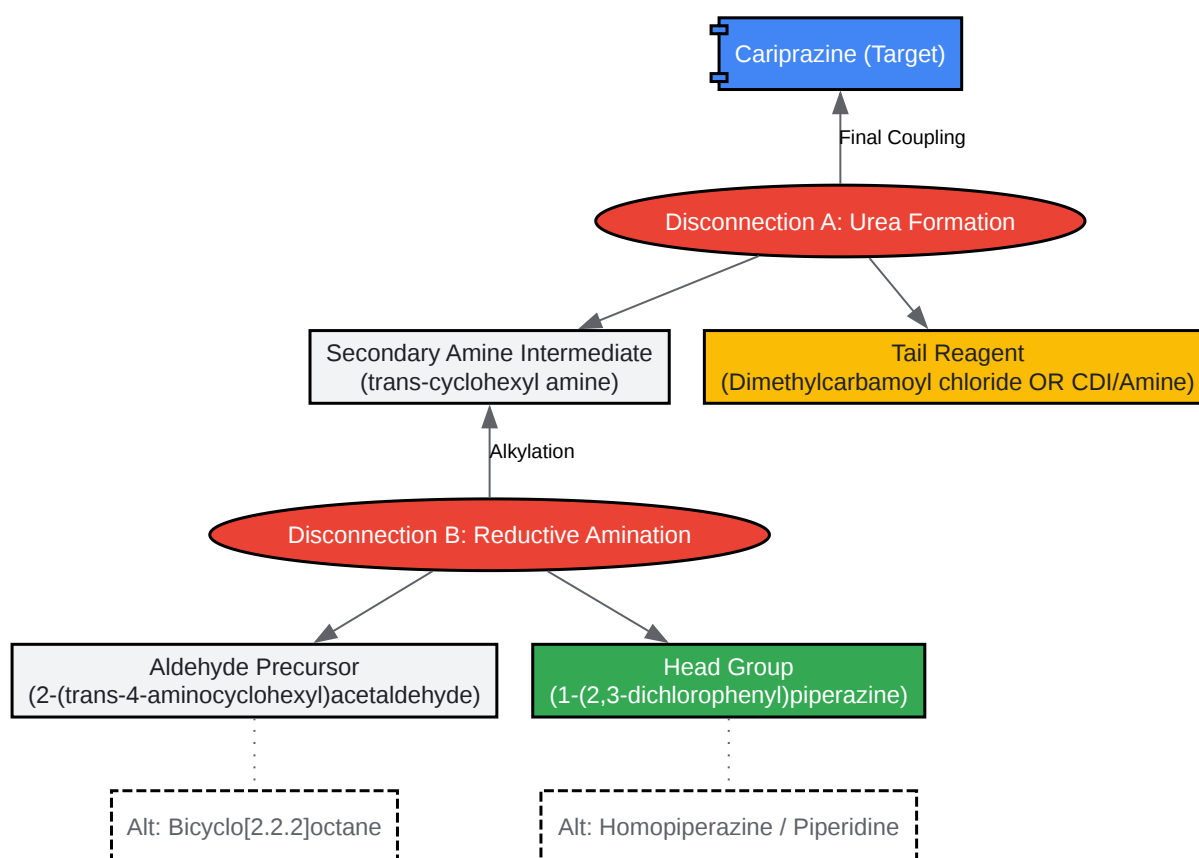 Cariprazine (Target)
Final Coupling
Disconnection A: Urea Formation
Secondary Amine Intermediate
(trans-cyclohexyl amine)
Tail Reagent
(Dimethylcarbamoyl chloride OR CDI/Amine)
Alkylation
Disconnection B: Reductive Amination
Aldehyde Precursor
(2-(trans-4-aminocyclohexyl)acetaldehyde)
Head Group
(1-(2,3-dichlorophenyl)piperazine)
Alt: Bicyclo[2.2.2]octane
Alt: Homopiperazine / Piperidine